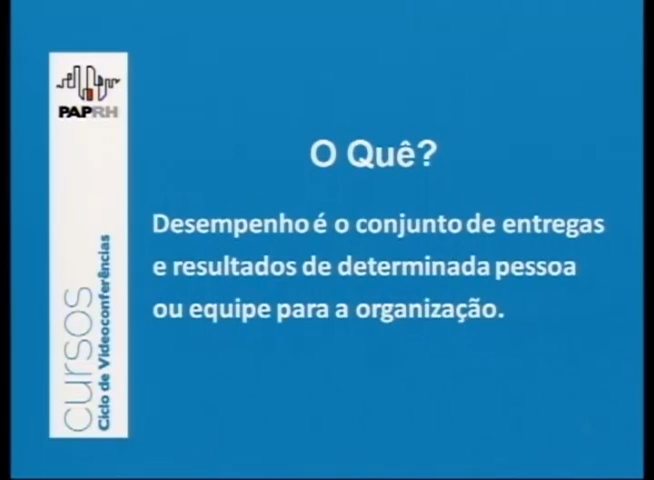 PAPRH
cursos
Ciclo de Videoconferências
O Quê?
Desempenho é o conjunto de entregas
e resultados de determinada pessoa
ou equipe para a organização.